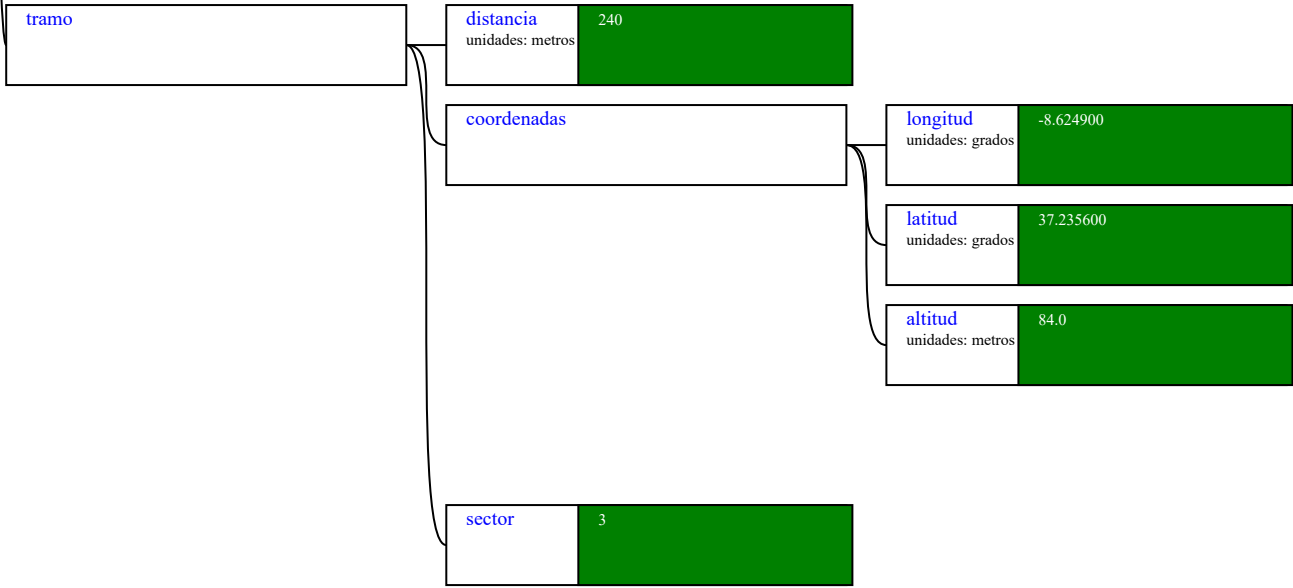 tramo
distancia
unidades: metros
240
coordenadas
longitud
unidades: grados
-8.624900
latitud
unidades: grados
37.235600
altitud
unidades: metros
84.0
sector
3